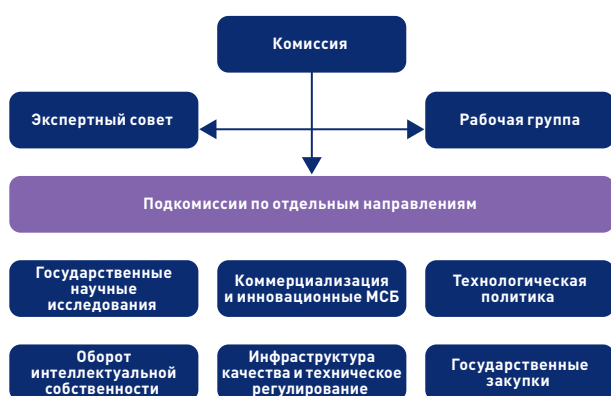 Комиссия
Экспертный совет
Рабочая группа
Подкомиссии по отдельным направлениям
Государственные
научные
исследования
Коммерциализация
и инновационные МСБ
Технологическая
политика
Оборот
интеллектуальной
собственности
Инфраструктура
качества и техническое
регулирование
Государственные
закупки